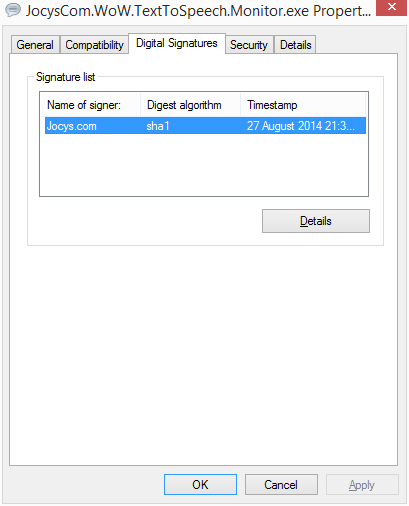 JocysCom.WoW.TextToSpeech.Monitor.exe Propert...
General Compatibility Digital Signatures Security Details
Signature list
Name of signer: Digest algorithm Timestamp
Jocys.com sha1 27 August 2014 21:3...
Details
OK Cancel Apply